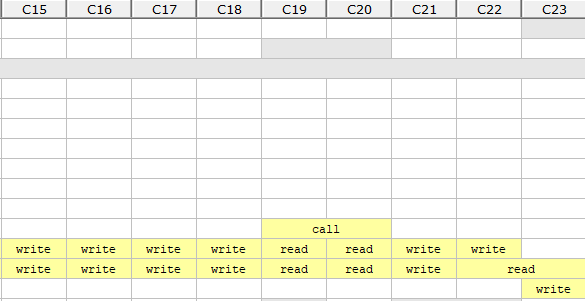 C15 C16 C17 C18 C19 C20 C21 C22 C23
call
write write write write read read write write
write write write write read read write read
write